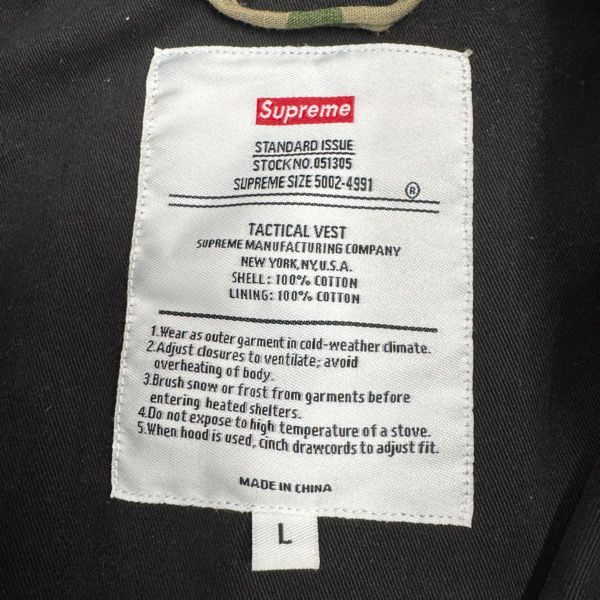 Supreme
STANDARD ISSUE
STOCK NO. 051305
SUPREME SIZE 5002-4991 ®
TACTICAL VEST
SUPREME MANUFACTURING COMPANY
NEW YORK, NY, U.S.A.
SHELL: 100% COTTON
LINING: 100% COTTON
1. Wear as outer garment in cold-weather climate.
2. Adjust closures to ventilate; avoid
overheating of body.
3. Brush snow or frost from garments before
entering heated shelters.
4. Do not expose to high temperature of a stove.
5. When hood is used, cinch drawcords to adjust fit.
MADE IN CHINA
L